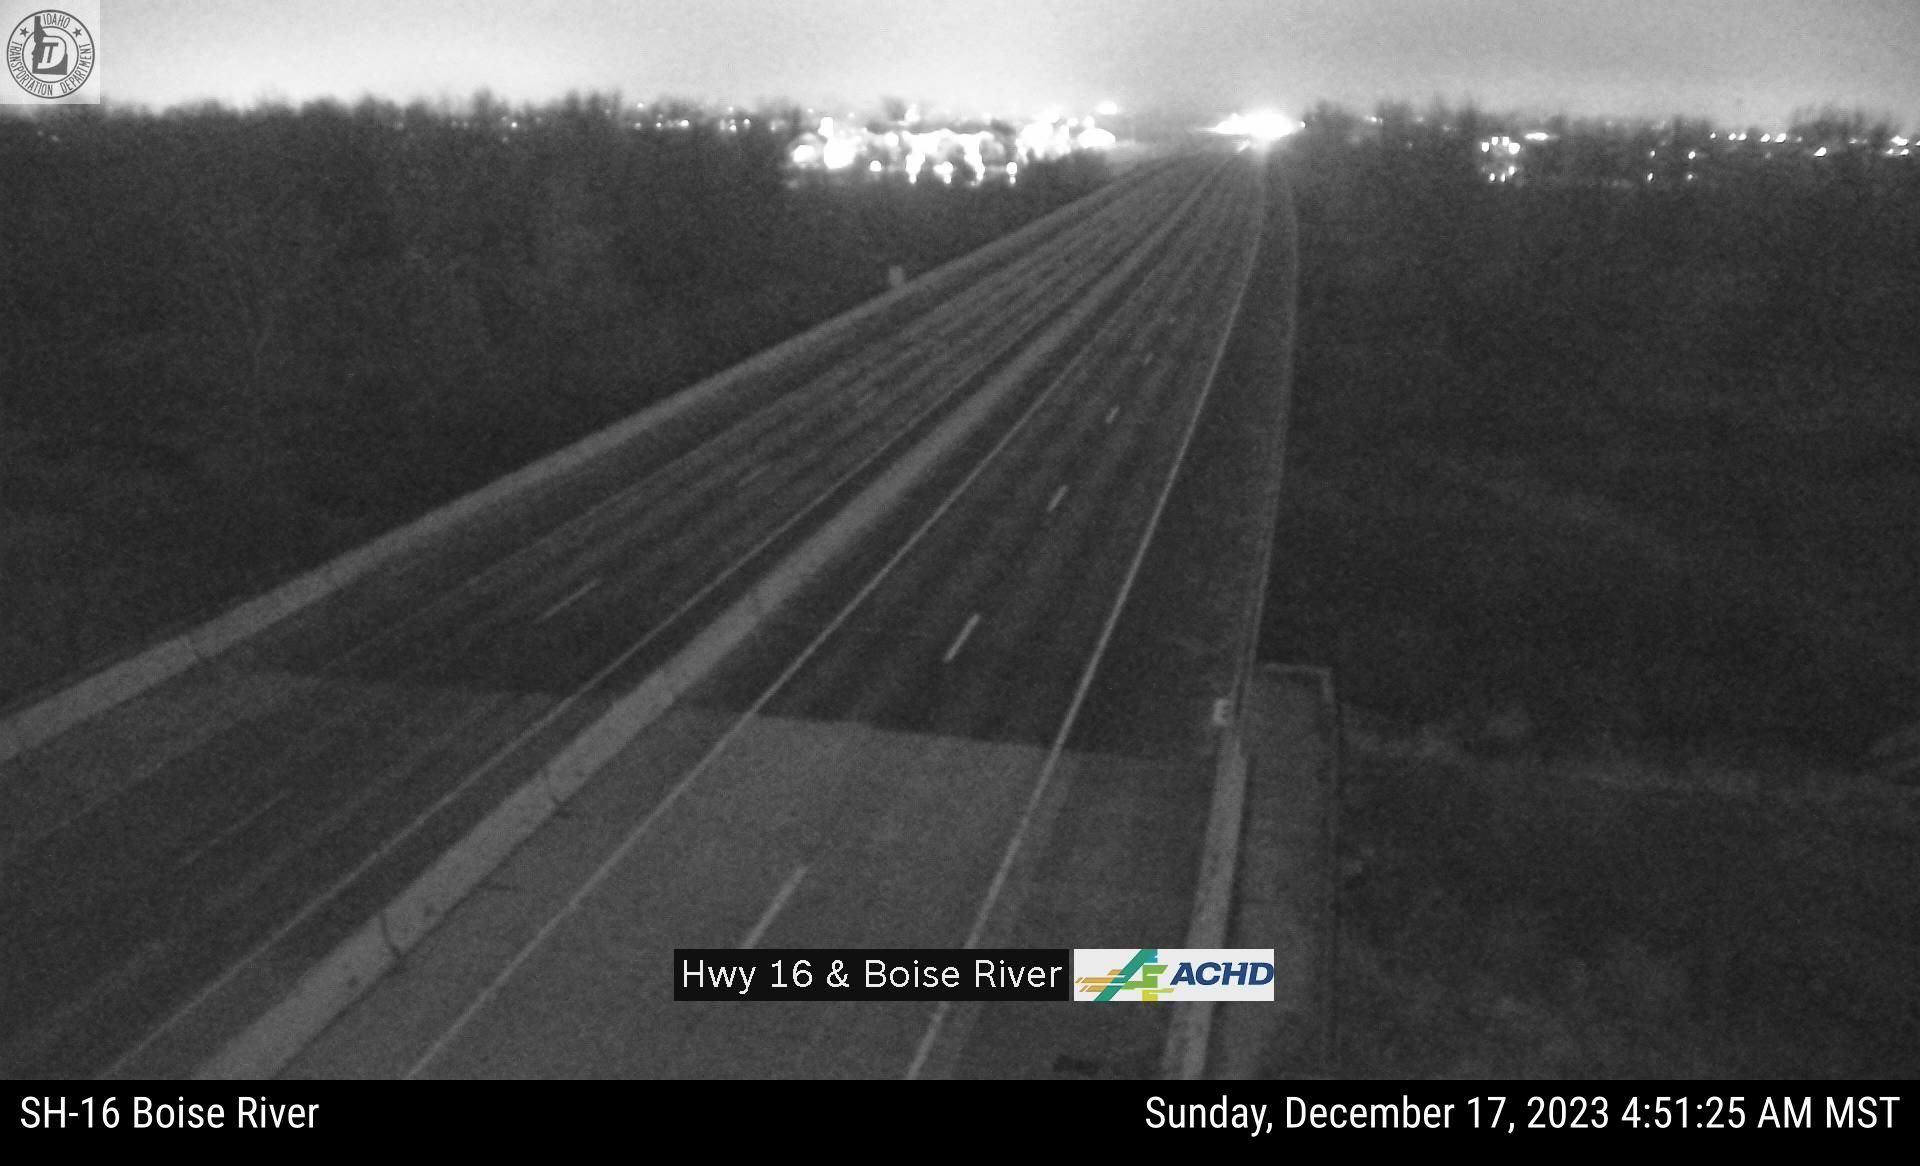 IDAHO
TRANSPORTATION DEPARTMENT
IT
Hwy 16 & Boise River
ACHD
SH-16 Boise River
Sunday, December 17, 2023 4:51:25 AM MST